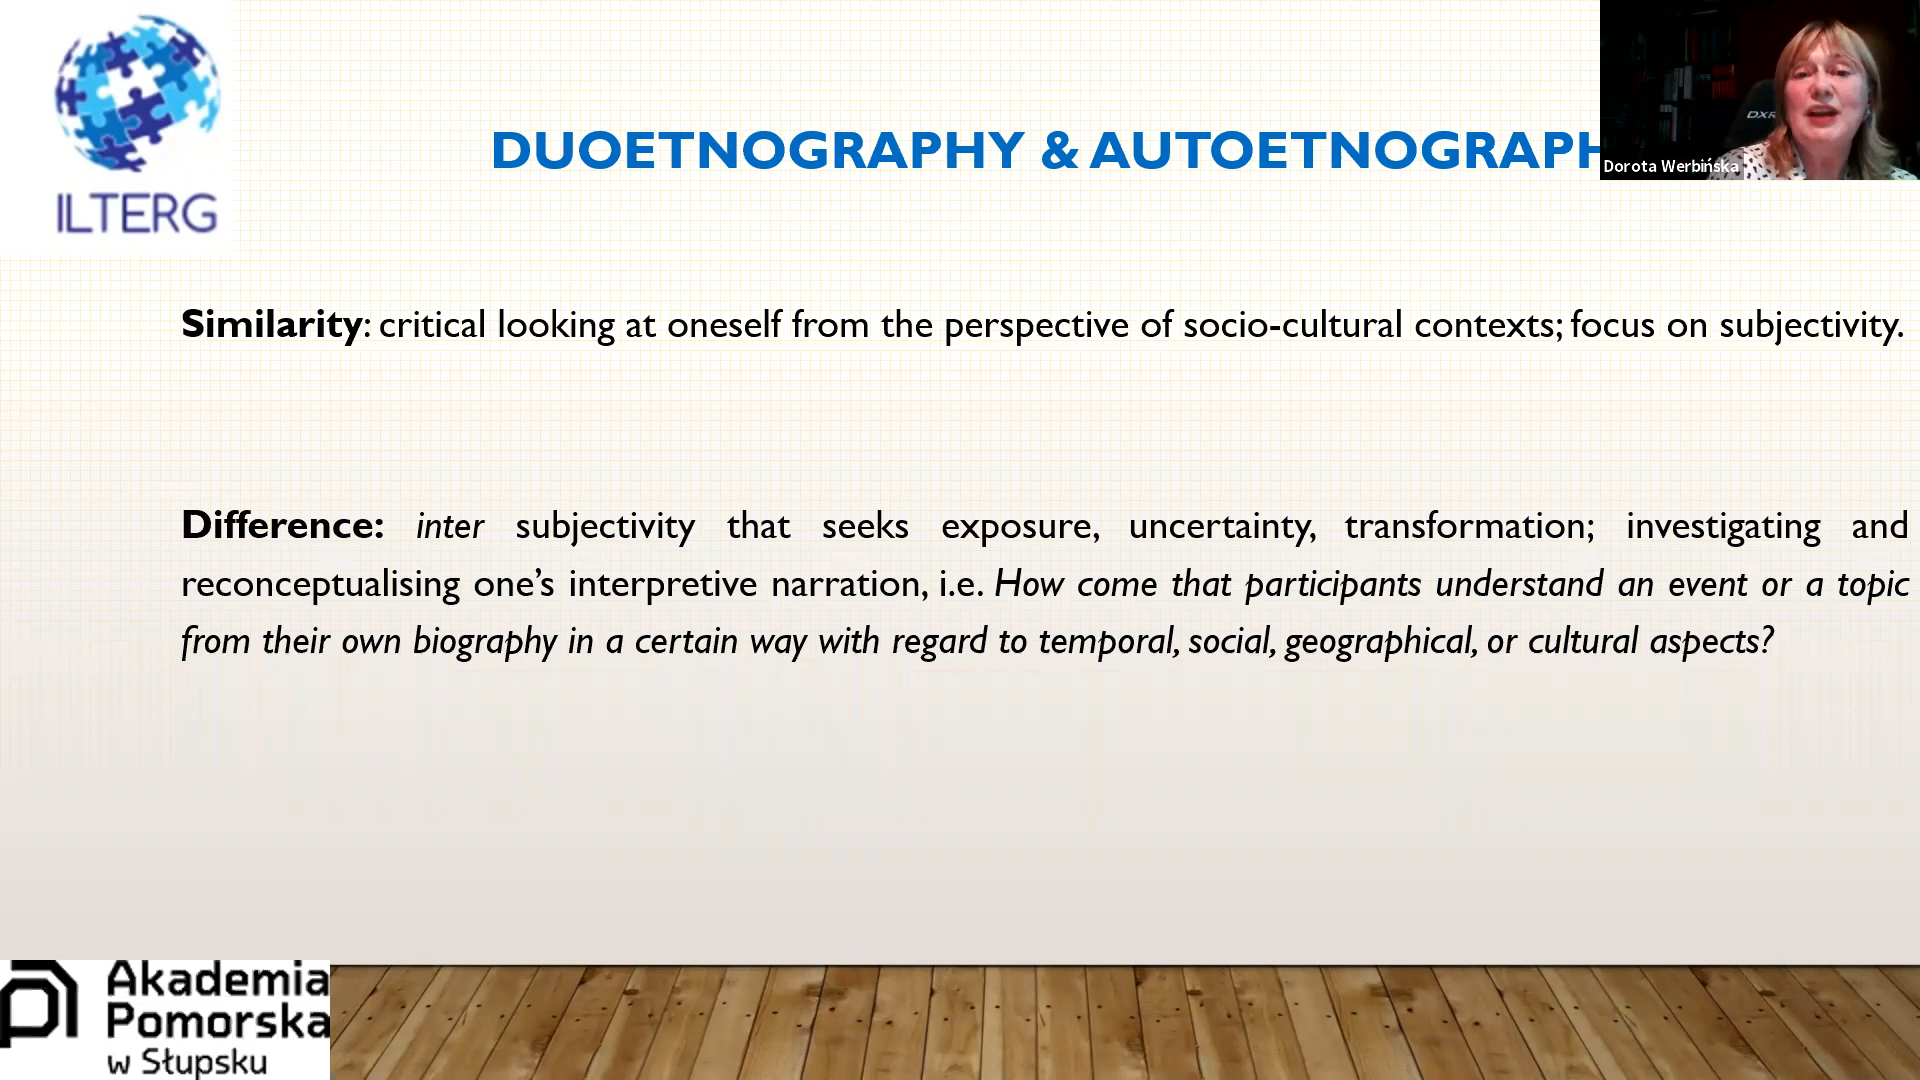 ILTERG
DUOETNOGRAPHY & AUTOETNOGRAPH
DXR
Dorota Werbińska
Similarity: critical looking at oneself from the perspective of socio-cultural contexts; focus on subjectivity.
Difference: inter subjectivity that seeks exposure, uncertainty, transformation; investigating and
reconceptualising one’s interpretive narration, i.e. How come that participants understand an event or a topic
from their own biography in a certain way with regard to temporal, social, geographical, or cultural aspects?
Akademia
Pomorska
w Słupsku